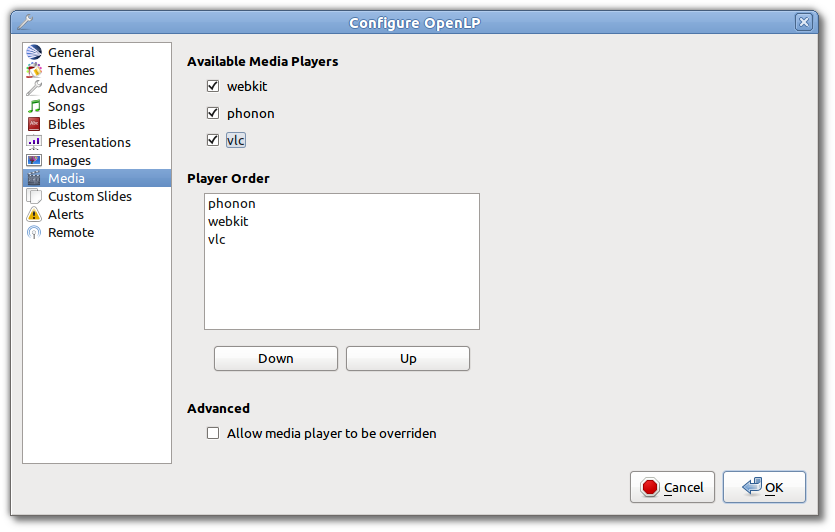 Configure OpenLP
General
Themes
Advanced
Songs
Bibles
Presentations
Images
Media
Custom Slides
Alerts
Remote
Available Media Players
webkit
phonon
vlc
Player Order
phonon
webkit
vlc
Down Up
Advanced
Allow media player to be overriden
Cancel OK